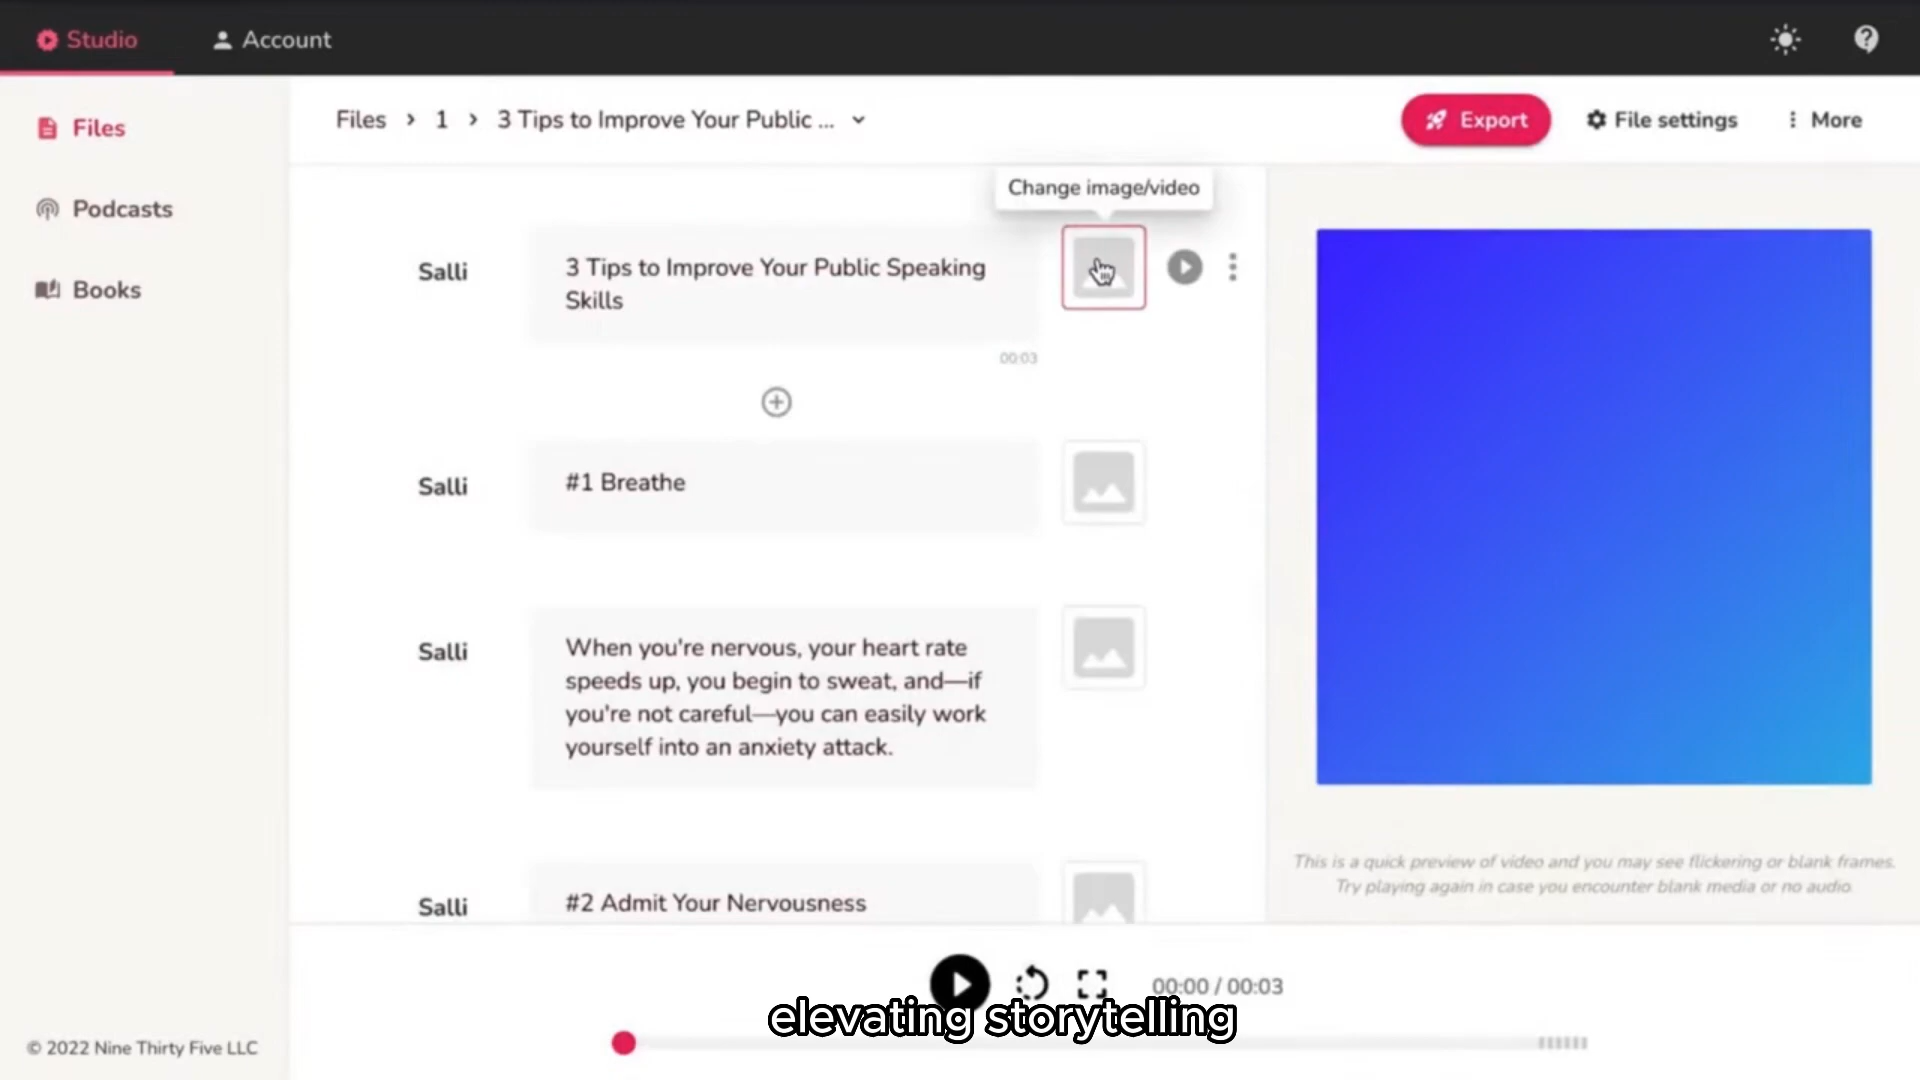 Studio
Account
Files
Podcasts
Books
Files > 1 > 3 Tips to Improve Your Public ...
Export
File settings
More
Change image/video
Salli
3 Tips to Improve Your Public Speaking
Skills
00:03
Salli
#1 Breathe
Salli
When you're nervous, your heart rate
speeds up, you begin to sweat, and—if
you're not careful—you can easily work
yourself into an anxiety attack.
Salli
#2 Admit Your Nervousness
This is a quick preview of video and you may see flickering or blank frames.
Try playing again in case you encounter blank media or no audio
00:00 / 00:03
elevating storytelling
© 2022 Nine Thirty Five LLC